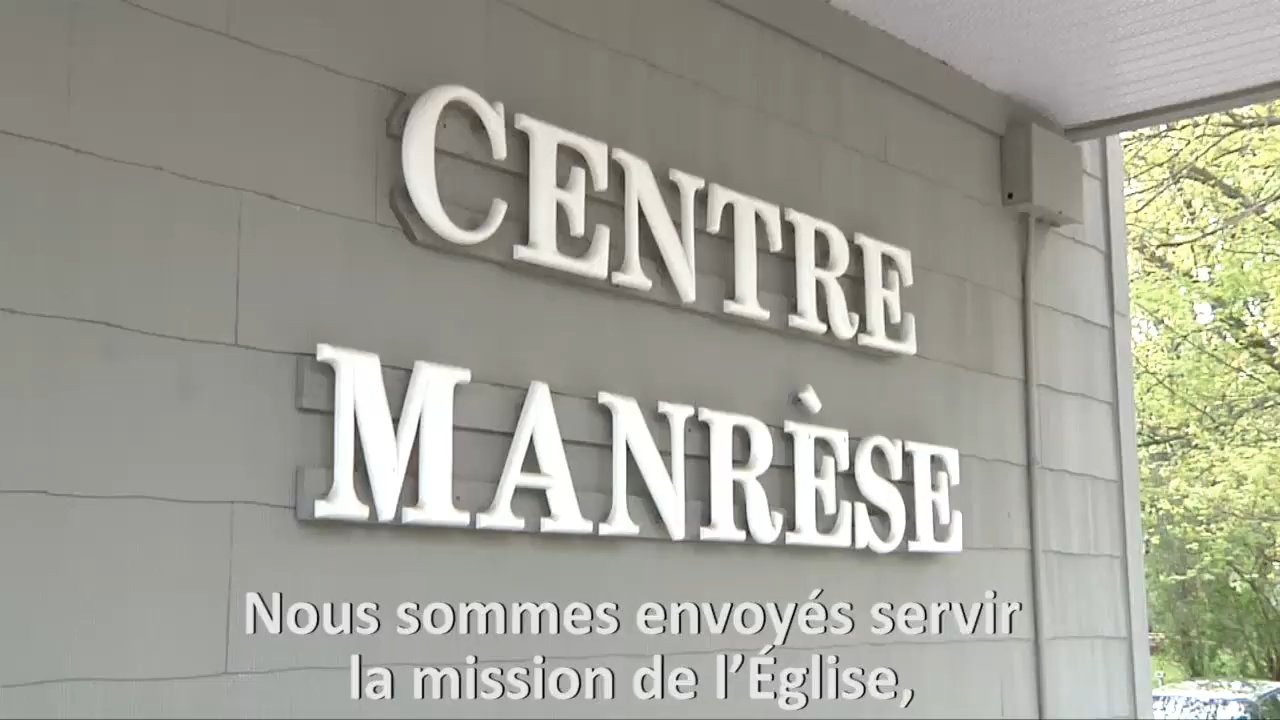 CENTRE
MANRÈSE
Nous sommes envoyés servir
la mission de l’Église,